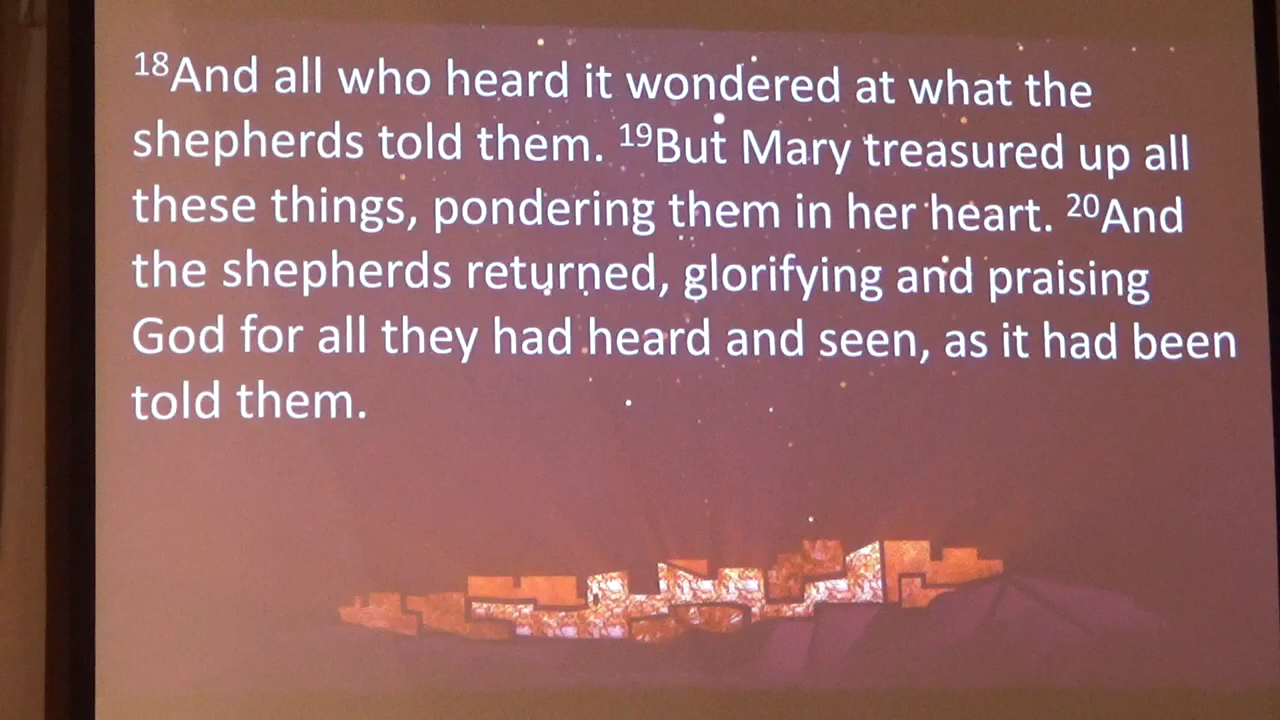 18And all who heard it wondered at what the
shepherds told them. 19But Mary treasured up all
these things, pondering them in her heart. 20And
the shepherds returned, glorifying and praising
God for all they had heard and seen, as it had been
told them.